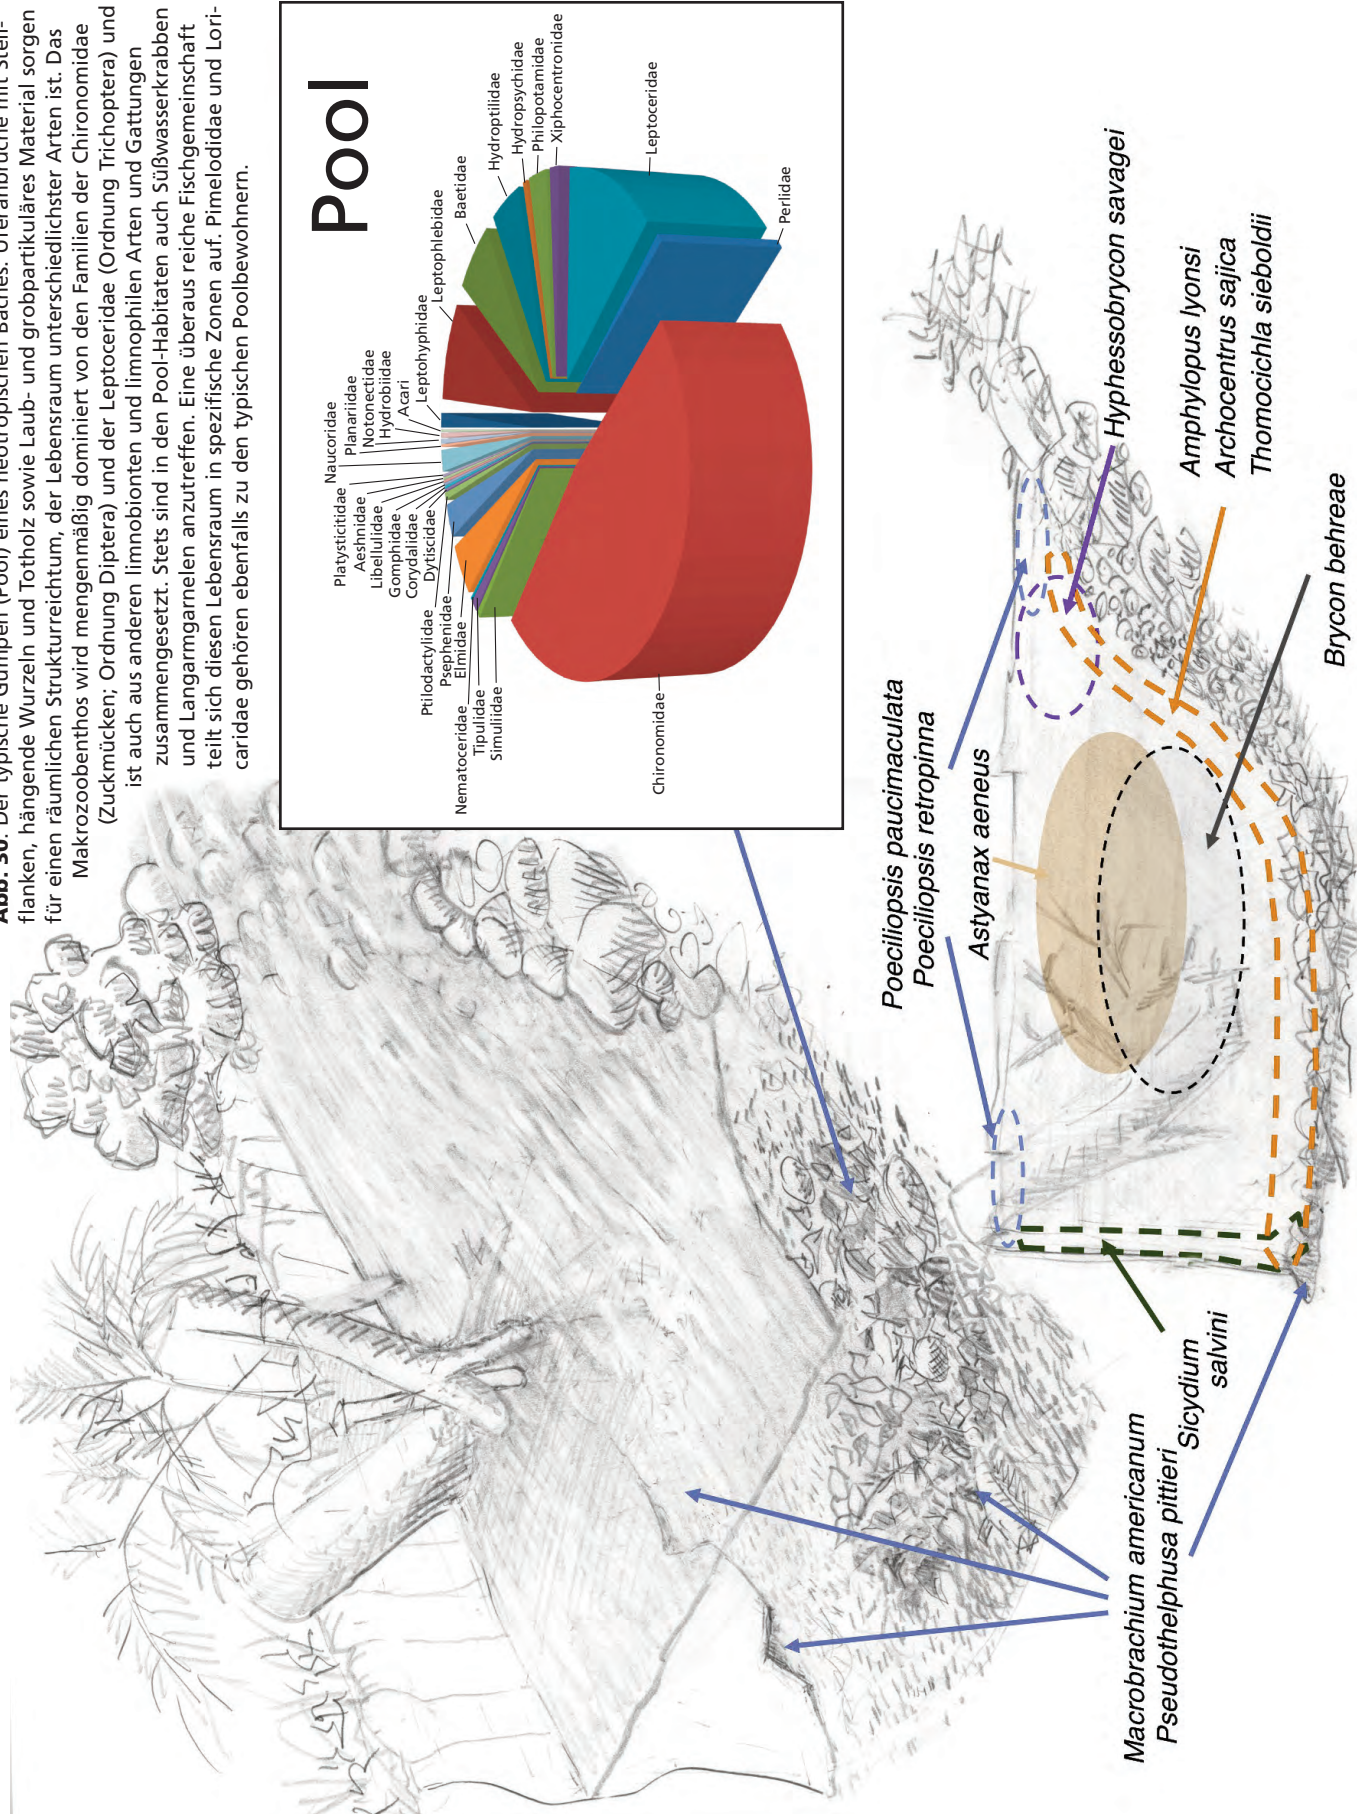 Abb. 30. Der typische Gumpen (Pool) eines neotropischen Baches. Uferanbrüche mit Steil-
flanken, hängende Wurzeln und Totholz sowie Laub- und grobpartikuläres Material sorgen
für einen räumlichen Strukturreichtum, der Lebensraum unterschiedlichster Arten ist. Das
Makrozoobenthos wird mengenmäßig dominiert von den Familien der Chironomidae
(Zuckmücken; Ordnung Diptera) und der Leptoceridae (Ordnung Trichoptera) und
ist auch aus anderen limnobionten und limnophilen Arten und Gattungen
zusammengesetzt. Stets sind in den Pool-Habitaten auch Süßwasserkrabben
und Langarmgarnelen anzutreffen. Eine überaus reiche Fischgemeinschaft
teilt sich diesen Lebensraum in spezifische Zonen auf. Pimelodidae und Lori-
caridae gehören ebenfalls zu den typischen Poolbewohnern.
Pool
Nematoceridae
Tipulidae
Simuliidae
Ptilodactylidae
Psephenidae
Elmidae
Platysticitidae
Aeshnidae
Libellulidae
Gomphidae
Corydalidae
Dytiscidae
Naucoridae
Planariidae
Notonectidae
Hydrobiidae
Acari
Leptohyphidae
Leptophlebidae
Baetidae
Hydroptilidae
Hydropsychidae
Philopotamidae
Xiphocentronidae
Leptoceridae
Perlidae
Chironomidae
Poeciliopsis paucimaculata
Poeciliopsis retropinna
Astyanax aeneus
Hyphessobrycon savagei
Amphylopus lyonsi
Archocentrus sajica
Thomocichla sieboldii
Brycon behreae
Macrobrachium americanum
Pseudothelphusa pittieri
Sicydium
salvini